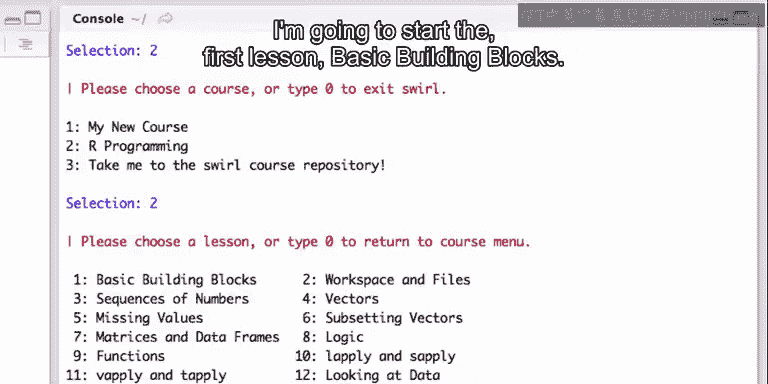 Console ~/
I'm going to start the,
first lesson, Basic Building Blocks.
Selection: 2
| Please choose a course, or type 0 to exit swirl.
1: My New Course
2: R Programming
3: Take me to the swirl course repository!
Selection: 2
| Please choose a lesson, or type 0 to return to course menu.
1: Basic Building Blocks 2: Workspace and Files
3: Sequences of Numbers 4: Vectors
5: Missing Values 6: Subsetting Vectors
7: Matrices and Data Frames 8: Logic
9: Functions 10: lapply and sapply
11: vapply and tapply 12: Looking at Data